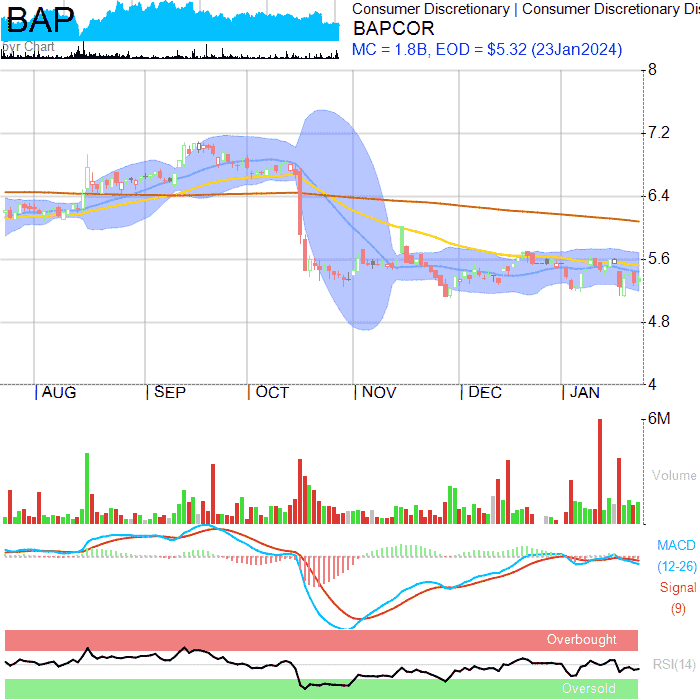 BAP
5yr Chart
Consumer Discretionary | Consumer Discretionary Dis
BAPCOR
MC = 1.8B, EOD = $5.32 (23Jan2024)
8
7.2
6.4
5.6
4.8
4
| AUG | SEP | OCT | NOV | DEC | JAN
6M
Volume
MACD
(12-26)
Signal
(9)
Overbought
RSI(14)
Oversold